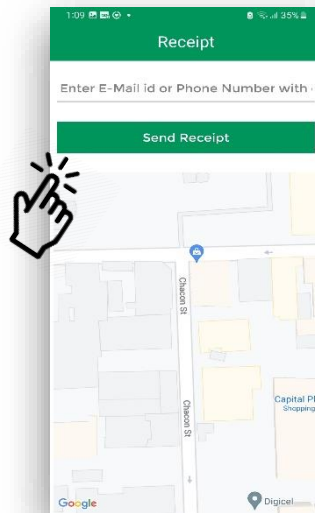 1:09 35%
Receipt
Enter E-Mail id or Phone Number with
Send Receipt
Chacon St
Chacon St
Capital Pl
Shopping
Google
Digicel